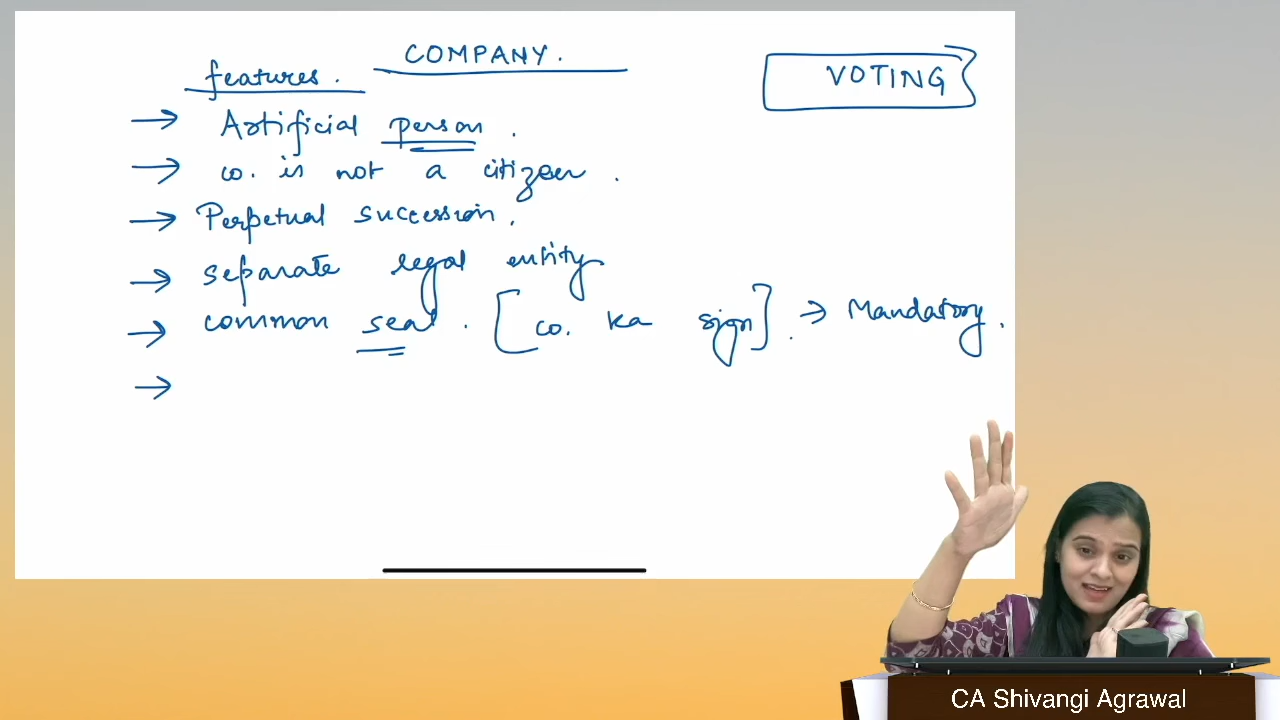 COMPANY.
features.
VOTING
→ Artificial person.
→ co. is not a citizen.
→ Perpetual succession.
→ separate legal entity
→ common seal. [co. ka sign]. → Mandatory.
→
CA Shivangi Agrawal